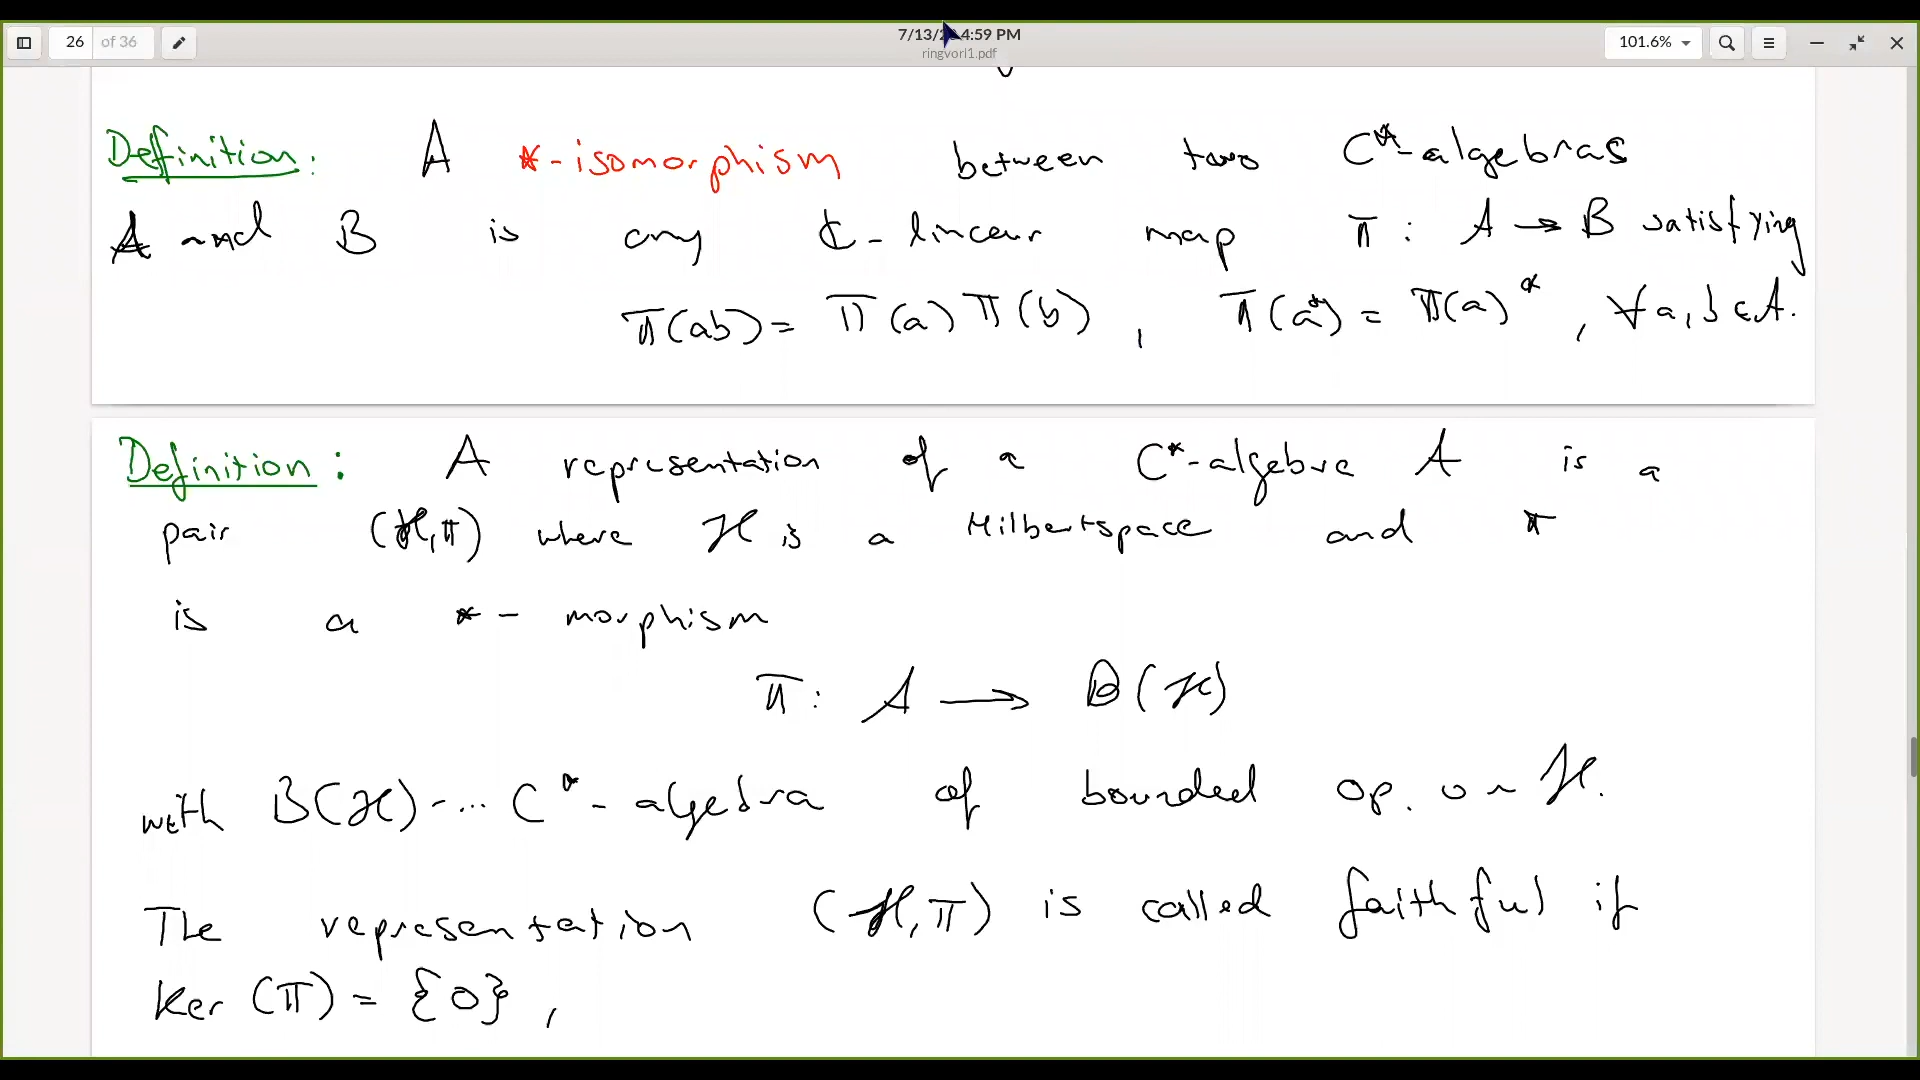 26 of 36
7/13/2 4:59 PM
ringvorl1.pdf
101.6%
Definition: A *-isomorphism between two C*-algebras
A and B is any ℂ-linear map π: A → B satisfying
π(ab) = π(a)π(b), π(a*) = π(a)*, ∀a,b∈A.
Definition: A representation of a C*-algebra A is a
pair (H,π) where H is a Hilbertspace and π
is a *-morphism
π: A → B(H)
with B(H)-... C*-algebra of bounded op. on H.
The representation (H,π) is called faithful if
Ker(π) = {0},